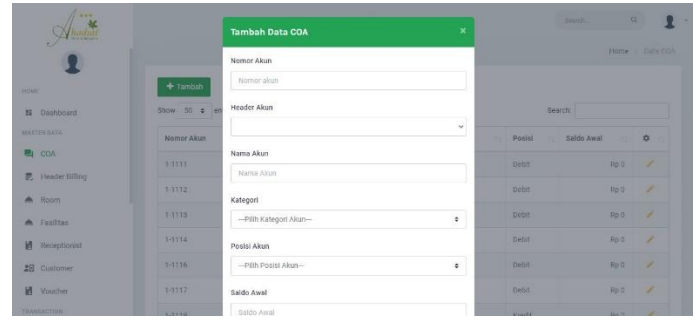 Abadiat
Search...
Home / Data COA
Tambah Data COA ×
Nomor Akun
Nomor akun
Header Akun
Nama Akun
Nama Akun
Kategori
---Pilih Kategori Akun---
Posisi Akun
---Pilih Posisi Akun---
Saldo Awal
Saldo Awal
HOME
Dashboard
MASTER DATA
COA
Header Billing
Room
Fasilitas
Receptionist
Customer
Voucher
TRANSACTION
+ Tambah
Show 50 en
Search:
Nomor Akun Posisi Saldo Awal
1-1111 Debit Rp 0
1-1112 Debit Rp 0
1-1113 Debit Rp 0
1-1114 Debit Rp 0
1-1116 Debit Rp 0
1-1117 Debit Rp 0
1-1118 Kredit Rp 0